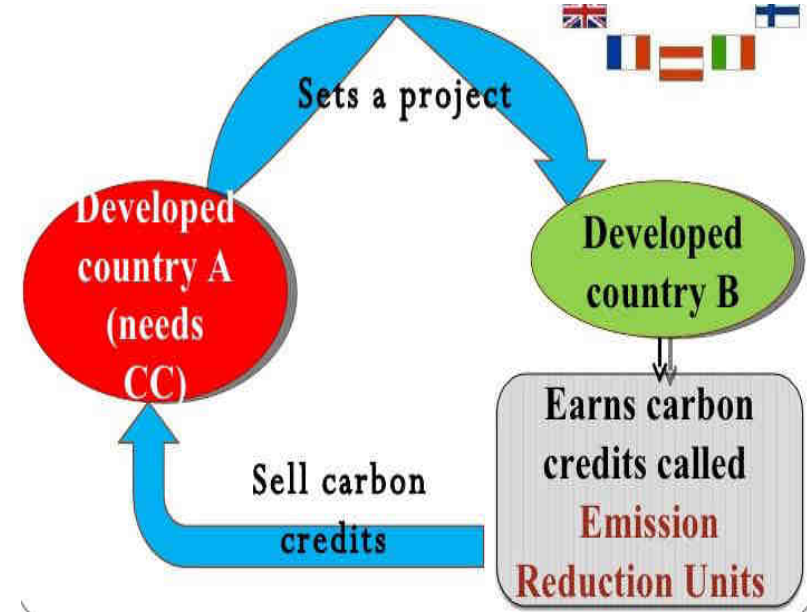 Sets a project
Developed
country A
(needs
CC)
Developed
country B
Earns carbon
credits called
Emission
Reduction Units
Sell carbon
credits